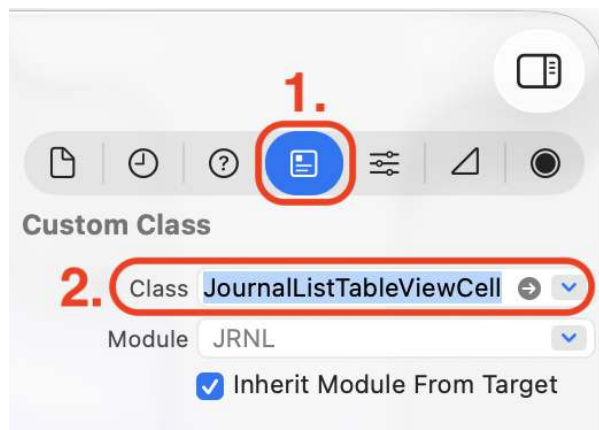 1.
Custom Class
2. Class JournalListTableViewCell
Module JRNL
Inherit Module From Target